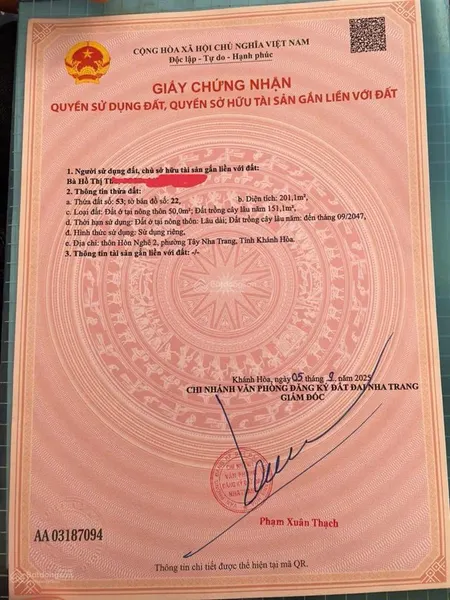 CỘNG HÒA XÃ HỘI CHỦ NGHĨA VIỆT NAM
Độc lập - Tự do - Hạnh phúc
GIẤY CHỨNG NHẬN
QUYỀN SỬ DỤNG ĐẤT, QUYỀN SỞ HỮU TÀI SẢN GẮN LIỀN VỚI ĐẤT
1. Người sử dụng đất, chủ sở hữu tài sản gắn liền với đất:
Bà Hồ Thị
2. Thông tin thửa đất:
a. Thửa đất số: 53; tờ bản đồ số: 22, b. Diện tích: 201,1m²,
c. Loại đất: Đất ở tại nông thôn 50,0m²; Đất trồng cây lâu năm 151,1m²,
d. Thời hạn sử dụng: Đất ở tại nông thôn: Lâu dài; Đất trồng cây lâu năm: đến tháng 09/2047,
đ. Hình thức sử dụng: Sử dụng riêng,
e. Địa chỉ: thôn Hòn Nghê 2, phường Tây Nha Trang, Tỉnh Khánh Hòa.
3. Thông tin tài sản gắn liền với đất: -/-
Khánh Hòa, ngày 05 tháng 9 năm 2025
CHI NHÁNH VĂN PHÒNG ĐĂNG KÝ ĐẤT ĐAI NHA TRANG
GIÁM ĐỐC
Phạm Xuân Thạch
AA 03187094
Thông tin chi tiết được thể hiện tại mã QR.
Batdongsan